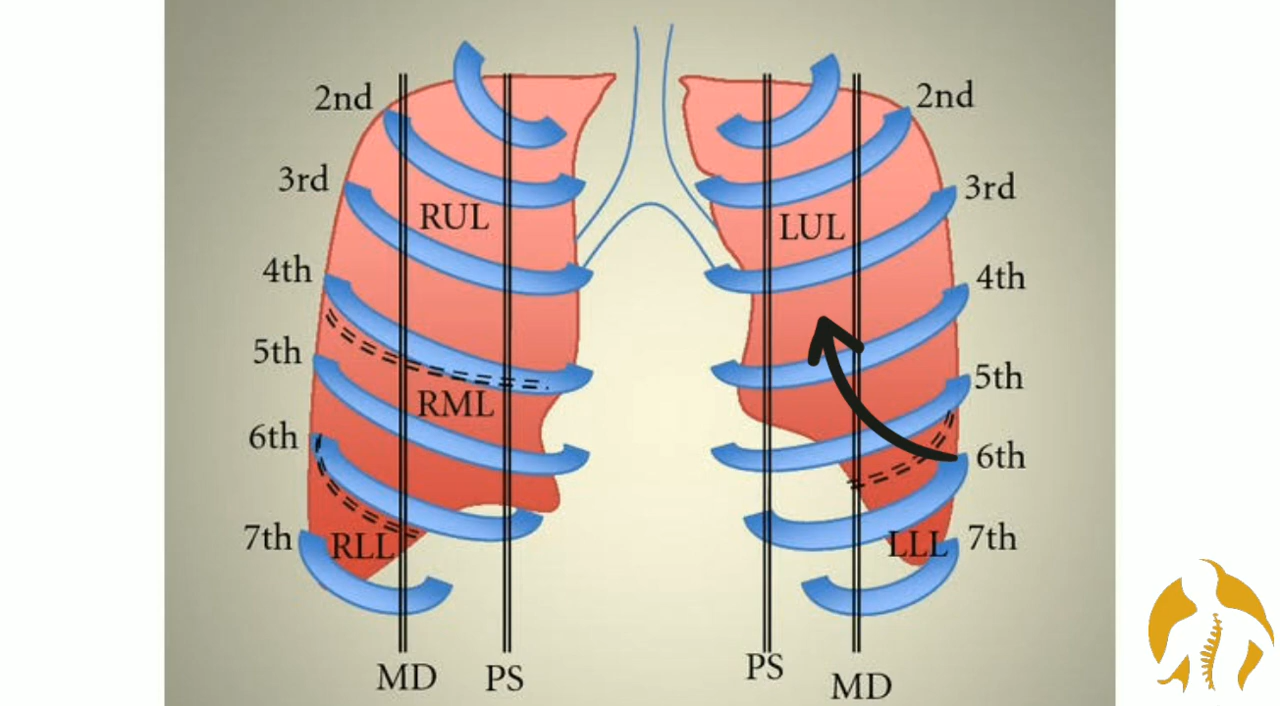 2nd
2nd
3rd
3rd
RUL
LUL
4th
4th
5th
5th
RML
6th
6th
7th
RLL
LLL
7th
MD
PS
PS
MD